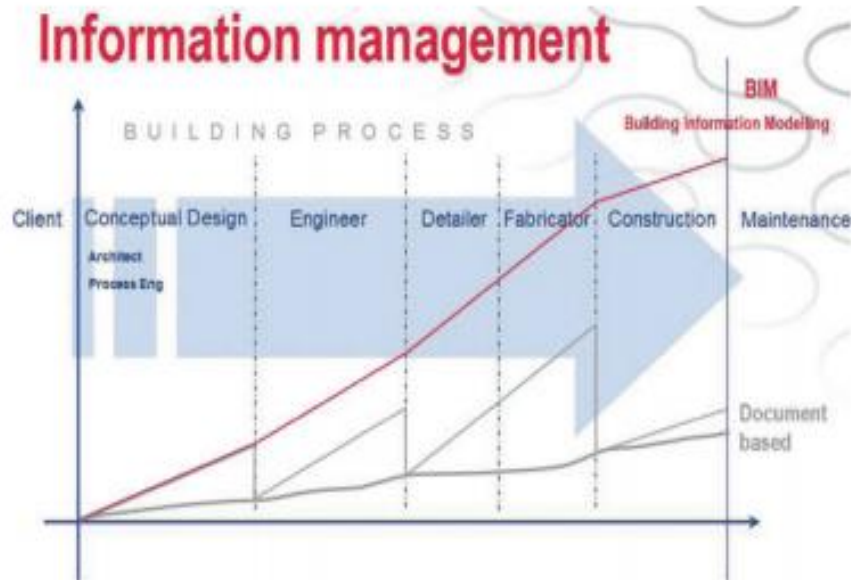 Information management
BIM
Building Information Modelling
BUILDING PROCESS
Client
Conceptual Design
Engineer
Detailer
Fabricator
Construction
Maintenance
Architect
Process Eng
Document
based